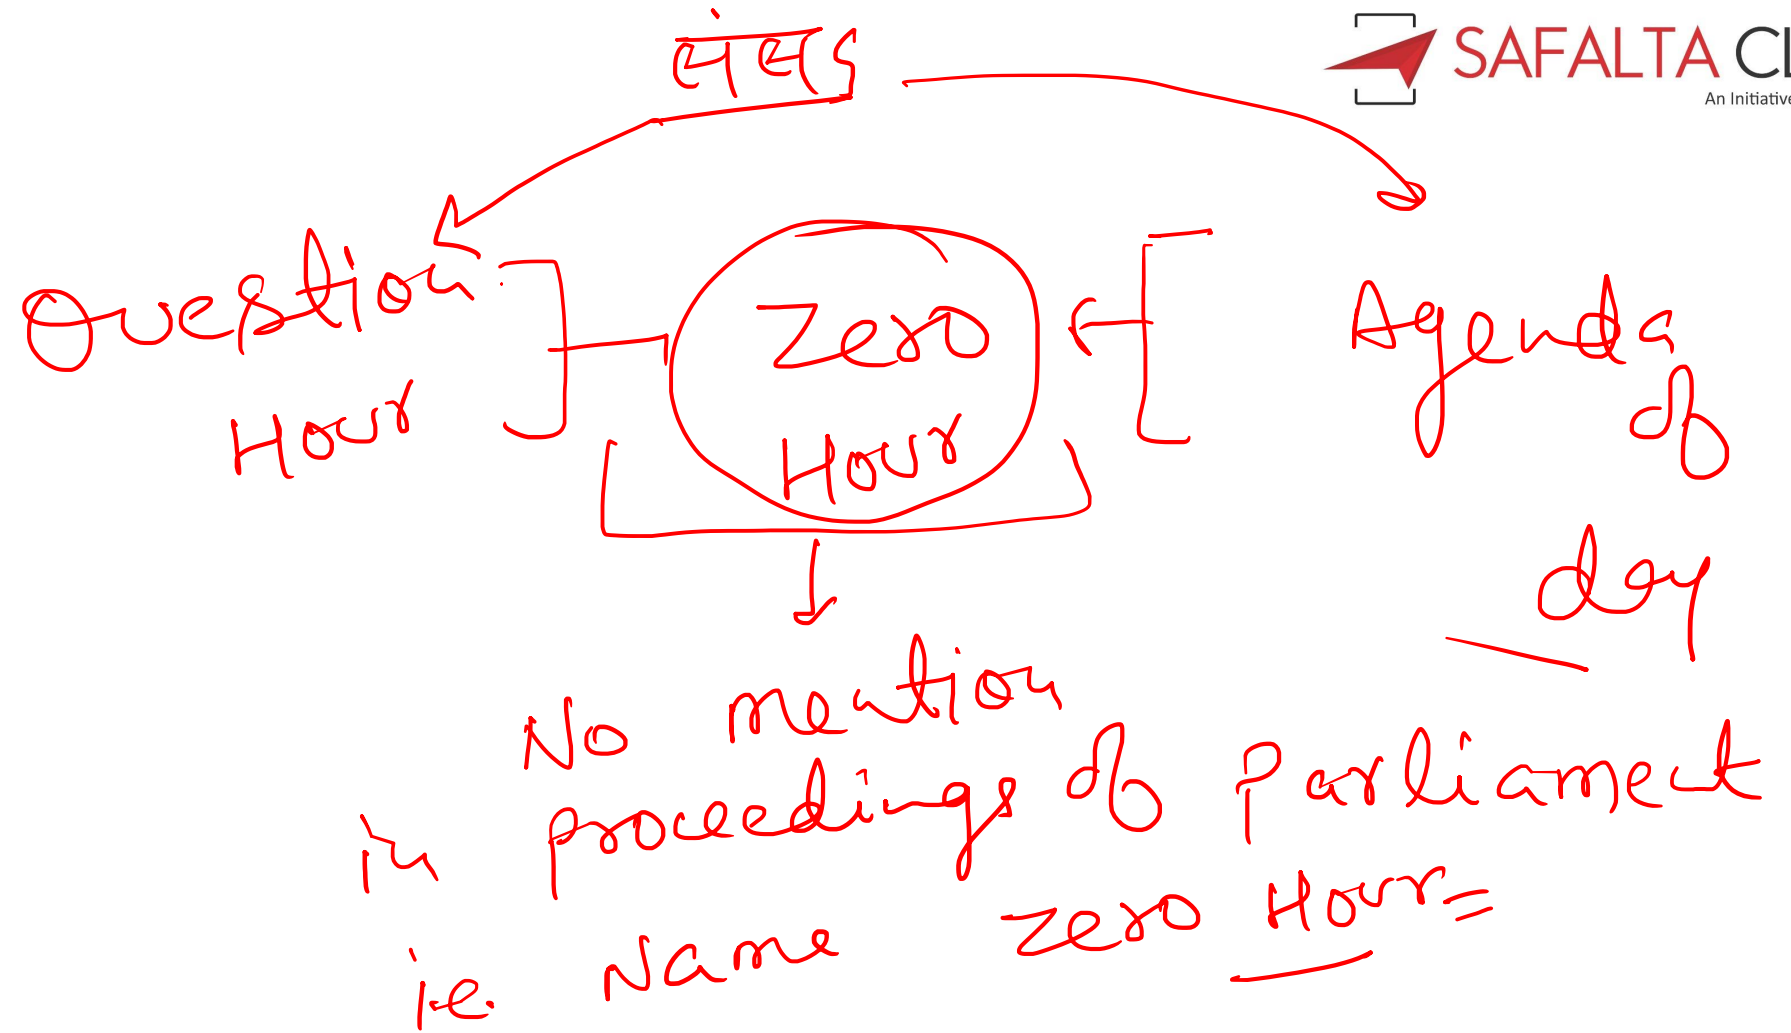 संसद
SAFALTA CL
An Initiative
Question Hour
Zero Hour
Agenda of day
No mention
in proceedings of Parliament
i.e. Name Zero Hour